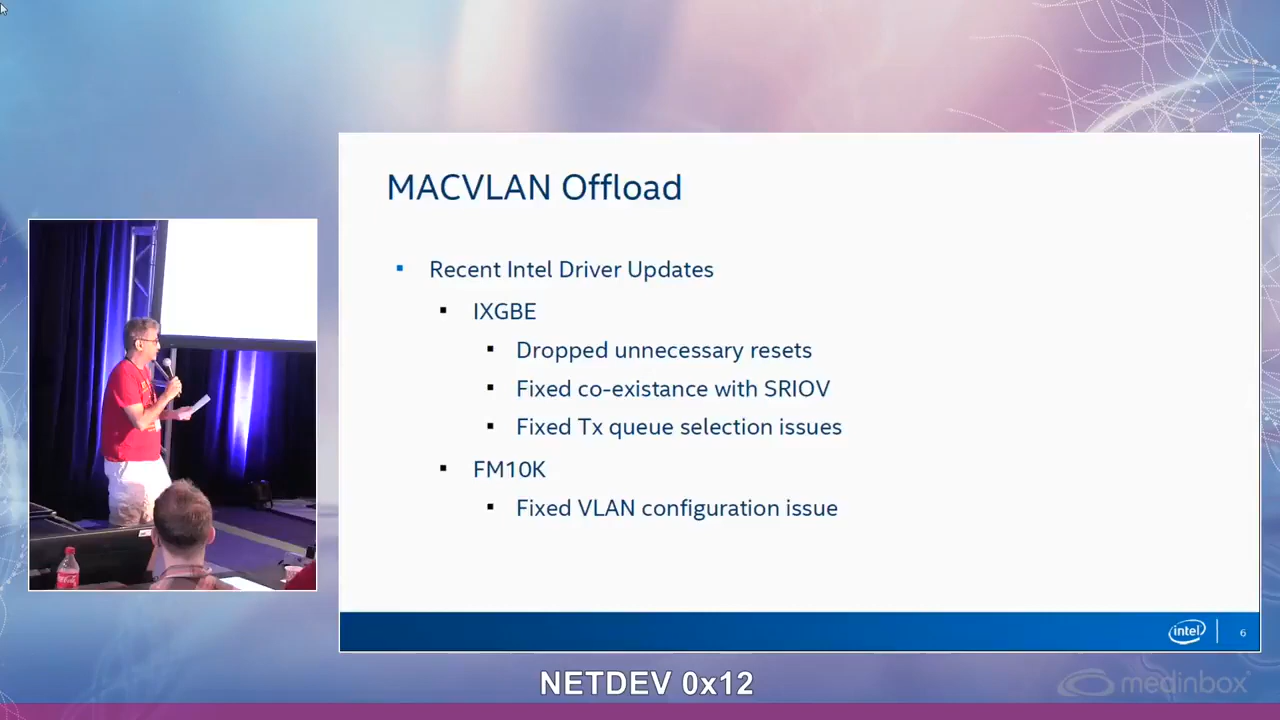 MACVLAN Offload
Recent Intel Driver Updates
IXGBE
Dropped unnecessary resets
Fixed co-existance with SRIOV
Fixed Tx queue selection issues
FM10K
Fixed VLAN configuration issue
intel
6
NETDEV 0x12
medinbox